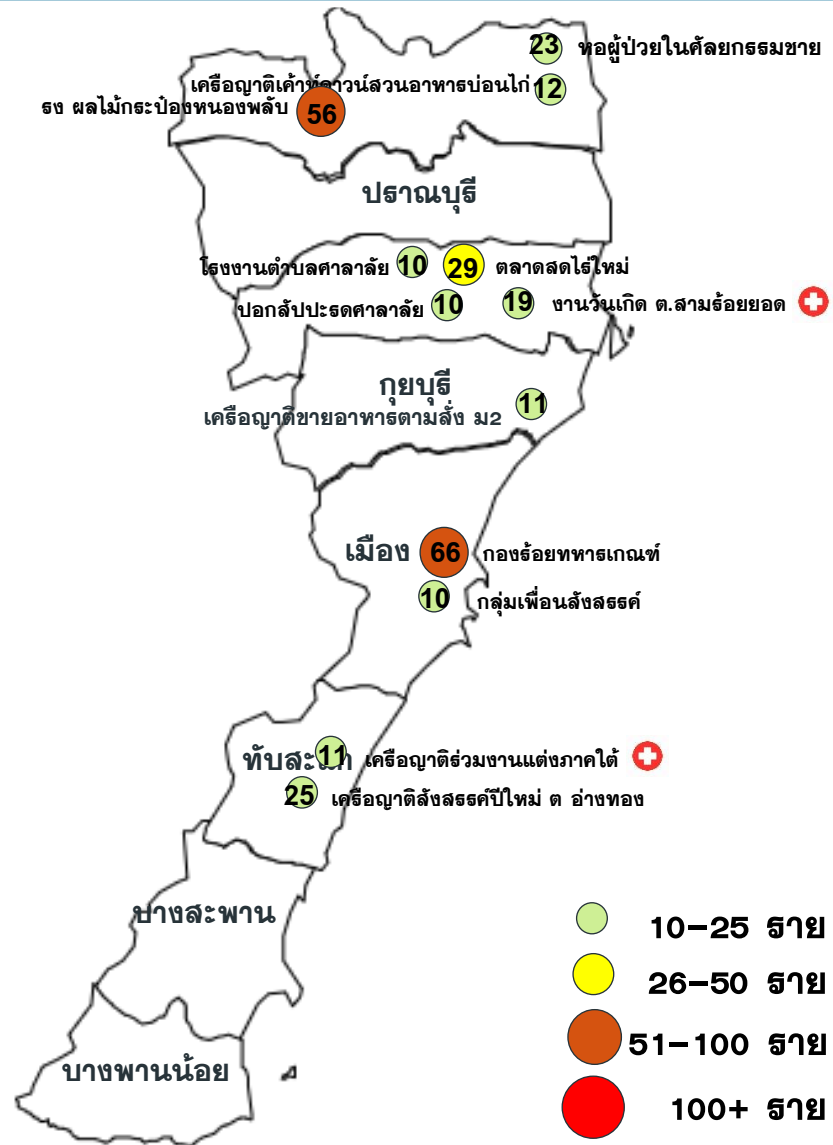 23 หอผู้ป่วยในศัลยกรรมชาย
เครือญาติเค้าท์ดาวน์สวนอาหารบ่อนไก่ 12
รง ผลไม้กระป๋องหนองพลับ 56
ปราณบุรี
โรงงานตำบลศาลาลัย 10
29 ตลาดสดไร่ใหม่
ปอกสัปปะรดศาลาลัย 10
19 งานวันเกิด ต.สามร้อยยอด
กุยบุรี
เครือญาติขายอาหารตามสั่ง ม2 11
เมือง 66 กองร้อยทหารเกณฑ์
10 กลุ่มเพื่อนสังสรรค์
ทับสะแก 11 เครือญาติร่วมงานแต่งภาคใต้
25 เครือญาติสังสรรค์ปีใหม่ ต อ่างทอง
บางสะพาน
บางพานน้อย
10-25 ราย
26-50 ราย
51-100 ราย
100+ ราย